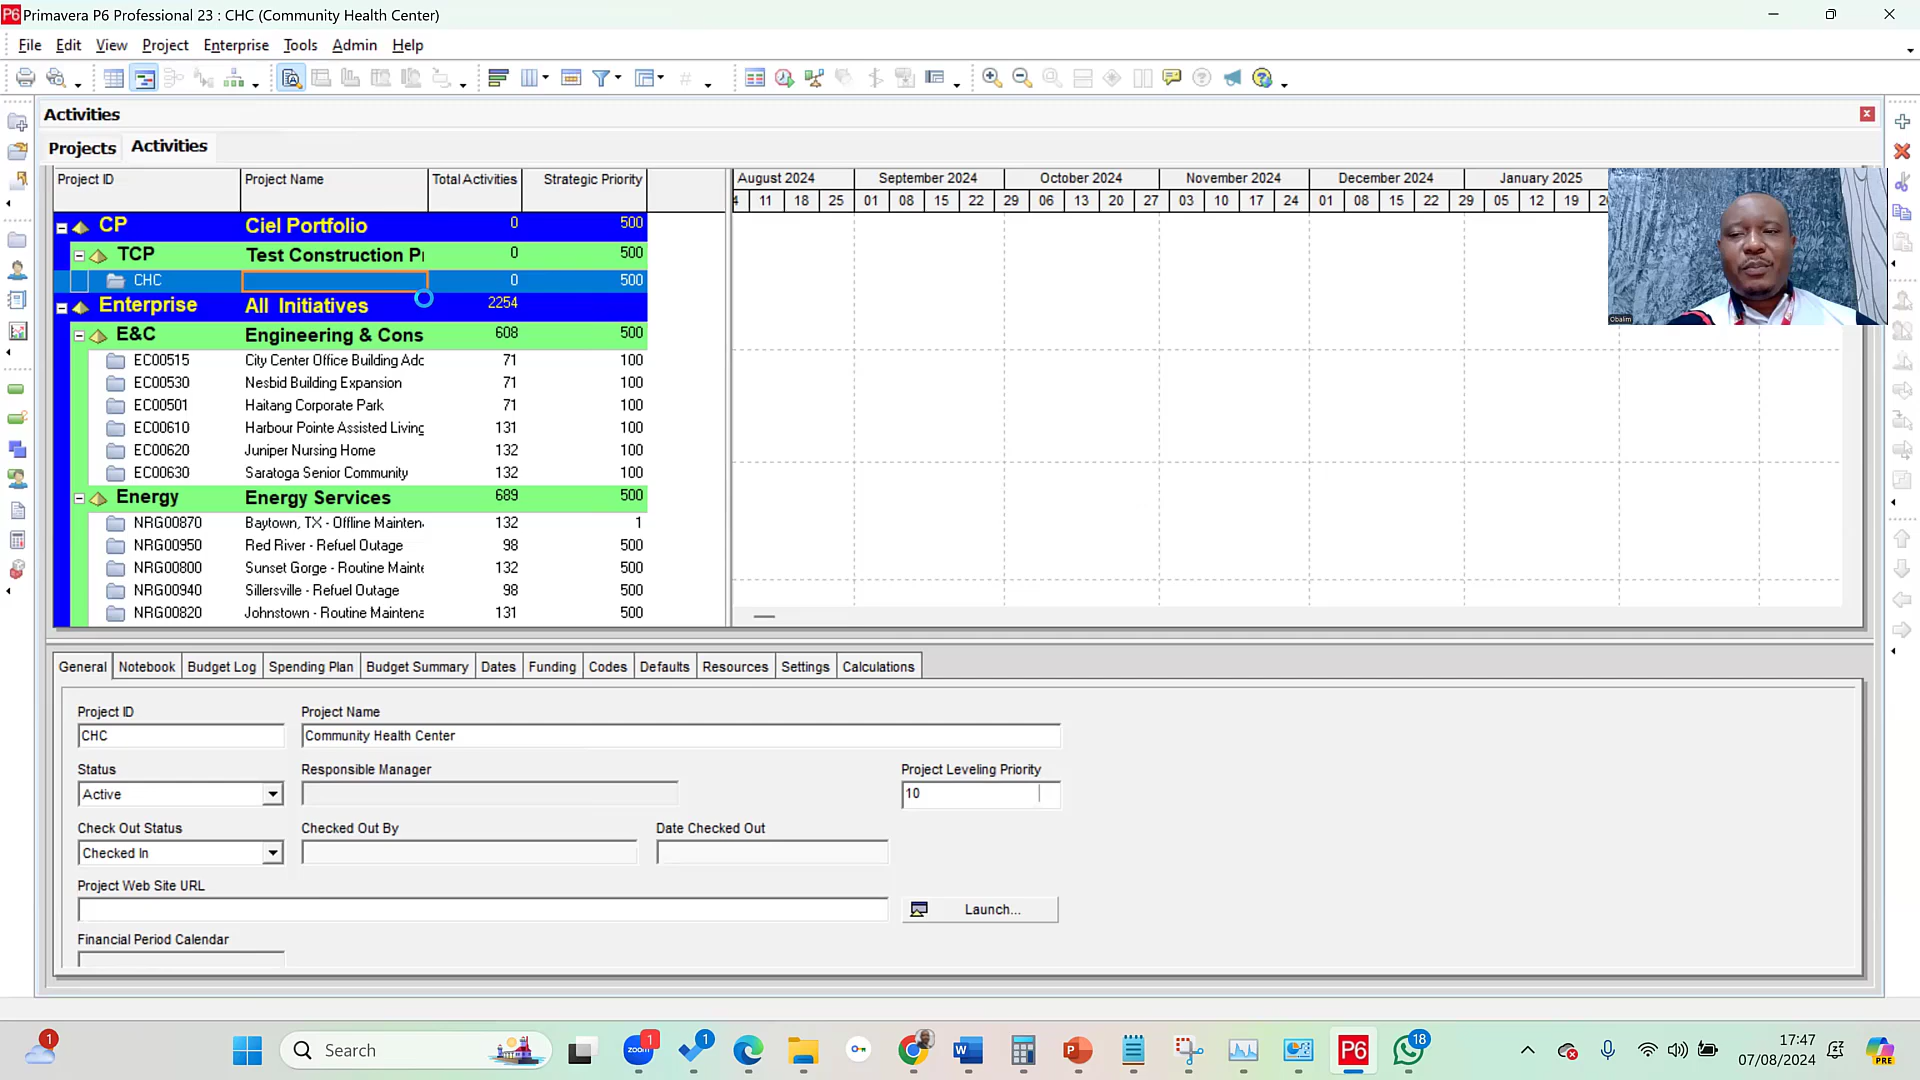 P6 Primavera P6 Professional 23 : CHC (Community Health Center)
File Edit View Project Enterprise Tools Admin Help
Activities
Projects Activities
Project ID Project Name Total Activities Strategic Priority
August 2024 September 2024 October 2024 November 2024 December 2024 January 2025
4 11 18 25 01 08 15 22 29 06 13 20 27 03 10 17 24 01 08 15 22 29 05 12 19
CP Ciel Portfolio 0 500
TCP Test Construction 0 500
CHC 0 500
Enterprise All Initiatives 2254
E&C Engineering & Cons 608 500
EC00515 City Center Office Building Adc 71 100
EC00530 Nesbid Building Expansion 71 100
EC00501 Haitang Corporate Park 71 100
EC00610 Harbour Pointe Assisted Living 131 100
EC00620 Juniper Nursing Home 132 100
EC00630 Saratoga Senior Community 132 100
Energy Energy Services 689 500
NRG00870 Baytown, TX - Offline Mainten 132 1
NRG00950 Red River - Refuel Outage 98 500
NRG00800 Sunset Gorge - Routine Mainte 132 500
NRG00940 Sillersville - Refuel Outage 98 500
NRG00820 Johnstown - Routine Maintena 131 500
Obalim
General Notebook Budget Log Spending Plan Budget Summary Dates Funding Codes Defaults Resources Settings Calculations
Project ID Project Name
CHC Community Health Center
Status Responsible Manager Project Leveling Priority
Active 10
Check Out Status Checked Out By Date Checked Out
Checked In
Project Web Site URL
Launch...
Financial Period Calendar
1 Search zoom 1 1 W P P6 18 PRE
17:47
07/08/2024